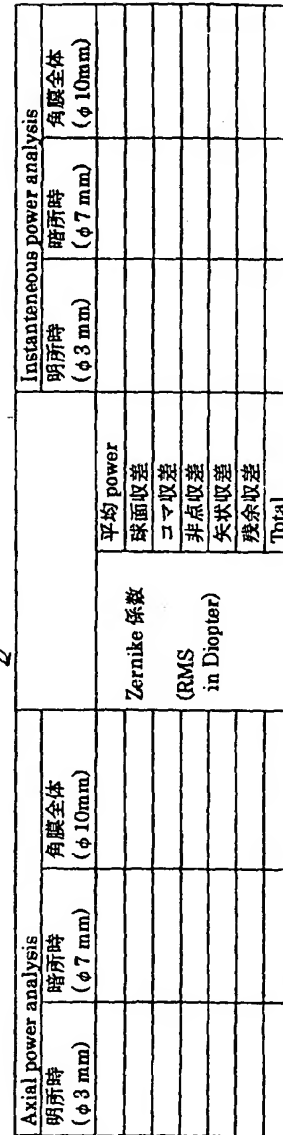 Axial power analysis
明所時
(φ3 mm)
暗所時
(φ7 mm)
角膜全体
(φ10mm)
Zernike 係数
(RMS
in Diopter)
平均 power
球面収差
コマ収差
非点収差
矢状収差
残余収差
Total
Instanteneous power analysis
明所時
(φ3 mm)
暗所時
(φ7 mm)
角膜全体
(φ10mm)